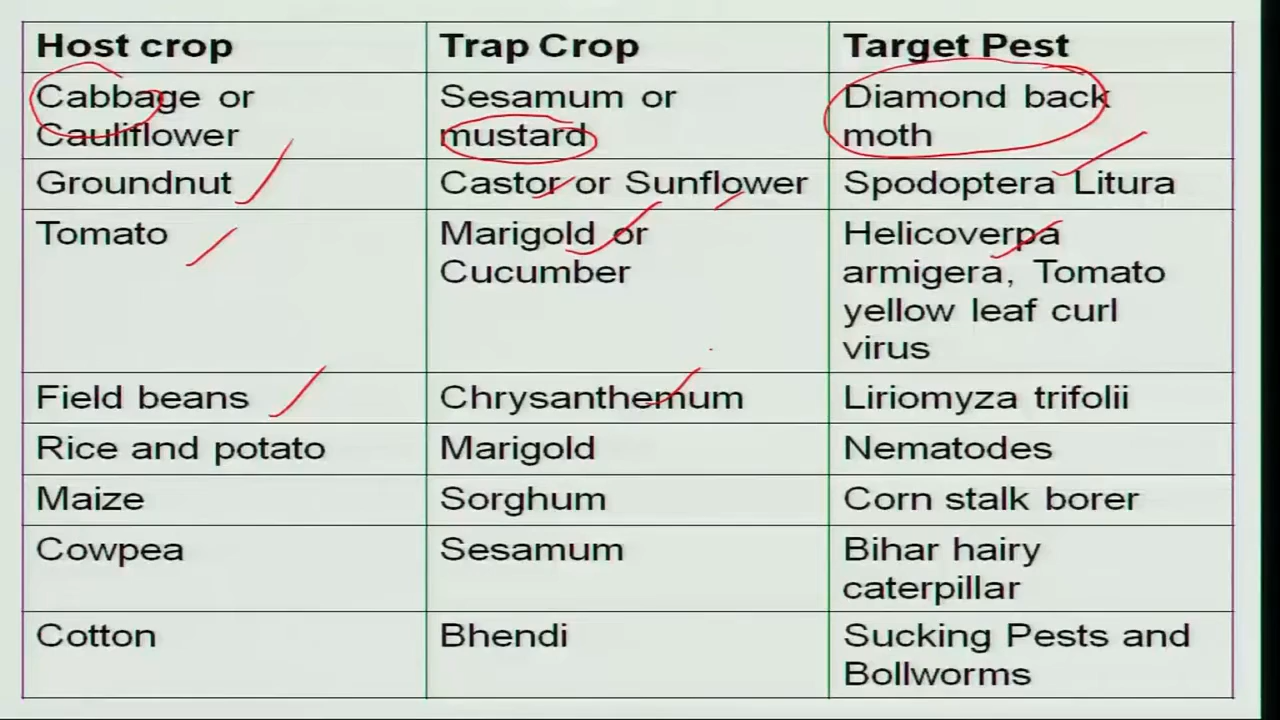 Host crop Trap Crop Target Pest
Cabbage or Sesamum or Diamond back
Cauliflower mustard moth
Groundnut Castor or Sunflower Spodoptera Litura
Tomato Marigold or Helicoverpa
Cucumber armigera, Tomato
yellow leaf curl
virus
Field beans Chrysanthemum Liriomyza trifolii
Rice and potato Marigold Nematodes
Maize Sorghum Corn stalk borer
Cowpea Sesamum Bihar hairy
caterpillar
Cotton Bhendi Sucking Pests and
Bollworms